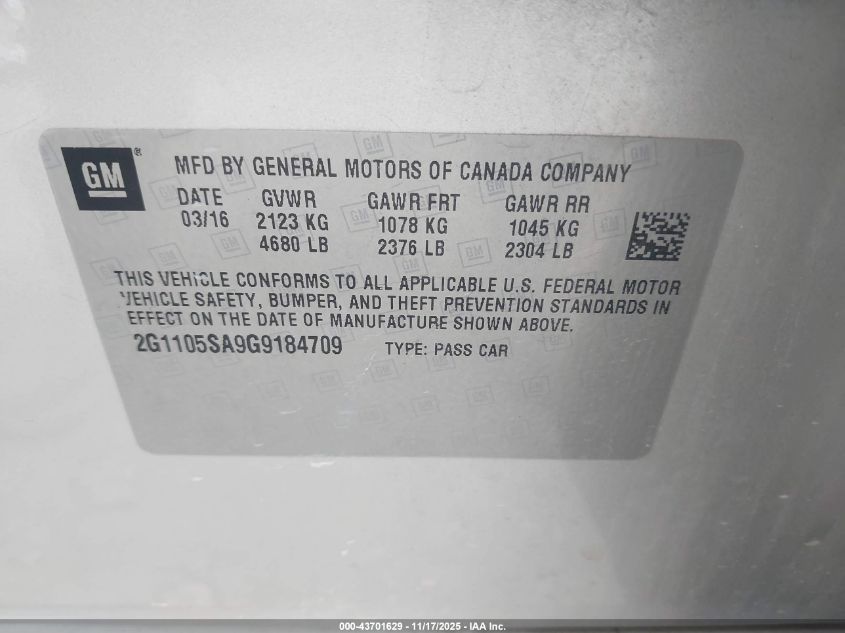 GM®
MFD BY GENERAL MOTORS OF CANADA COMPANY
DATE GVWR GAWR FRT GAWR RR
03/16 2123 KG 1078 KG 1045 KG
4680 LB 2376 LB 2304 LB
THIS VEHICLE CONFORMS TO ALL APPLICABLE U.S. FEDERAL MOTOR
VEHICLE SAFETY, BUMPER, AND THEFT PREVENTION STANDARDS IN
EFFECT ON THE DATE OF MANUFACTURE SHOWN ABOVE.
2G1105SA9G9184709 TYPE: PASS CAR
000-43701629 - 11/17/2025 - IAA Inc.